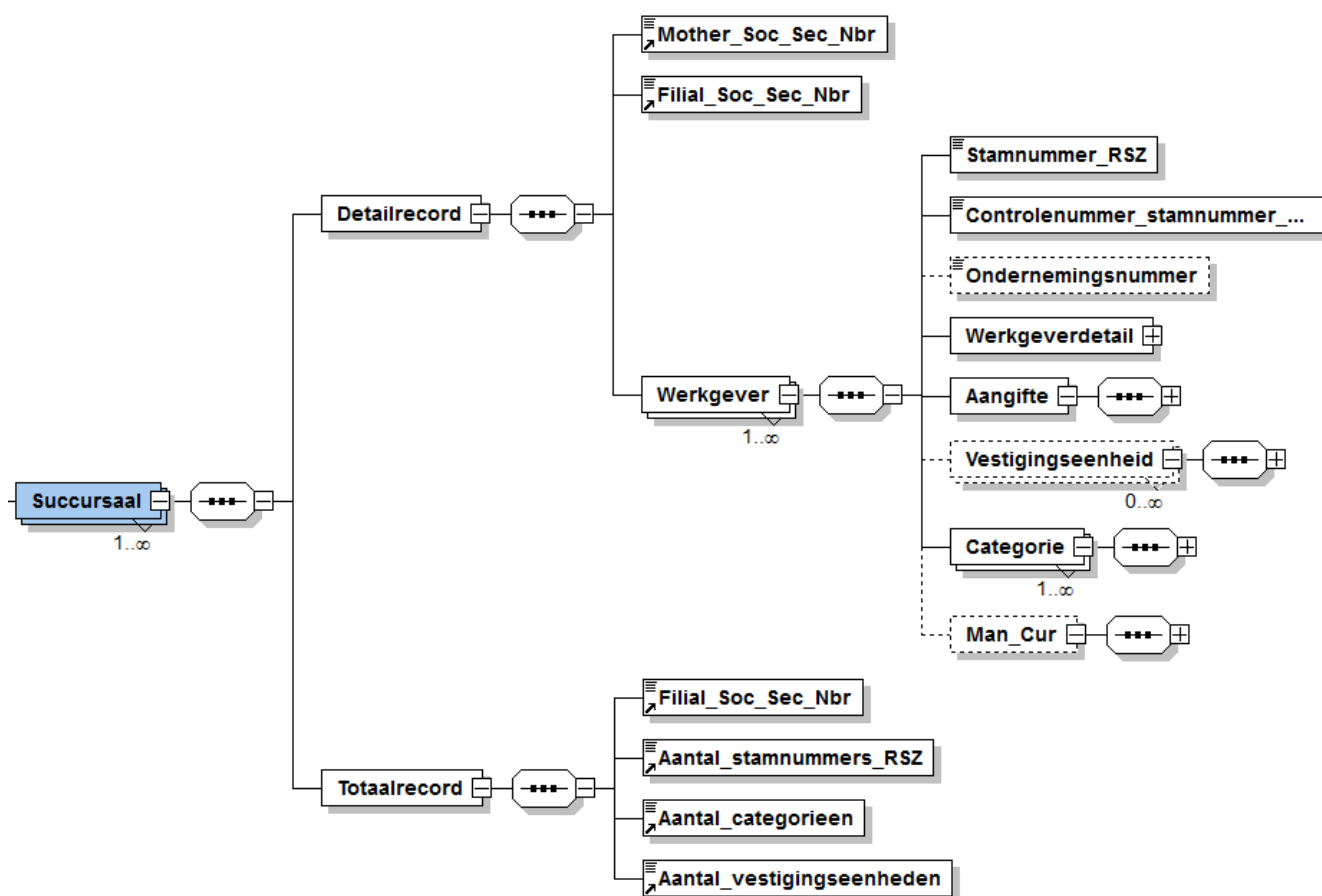 Mother_Soc_Sec_Nbr
Filial_Soc_Sec_Nbr
Stamnummer_RSZ
Detailrecord
Controlenummer_stamnummer_...
Ondernemingsnummer
Werkgeverdetail
Werkgever
1..∞
Aangifte
Vestigingseenheid
0..∞
Succursaal
1..∞
Categorie
1..∞
Man_Cur
Filial_Soc_Sec_Nbr
Aantal_stamnummers_RSZ
Totaalrecord
Aantal_categorieen
Aantal_vestigingseenheden